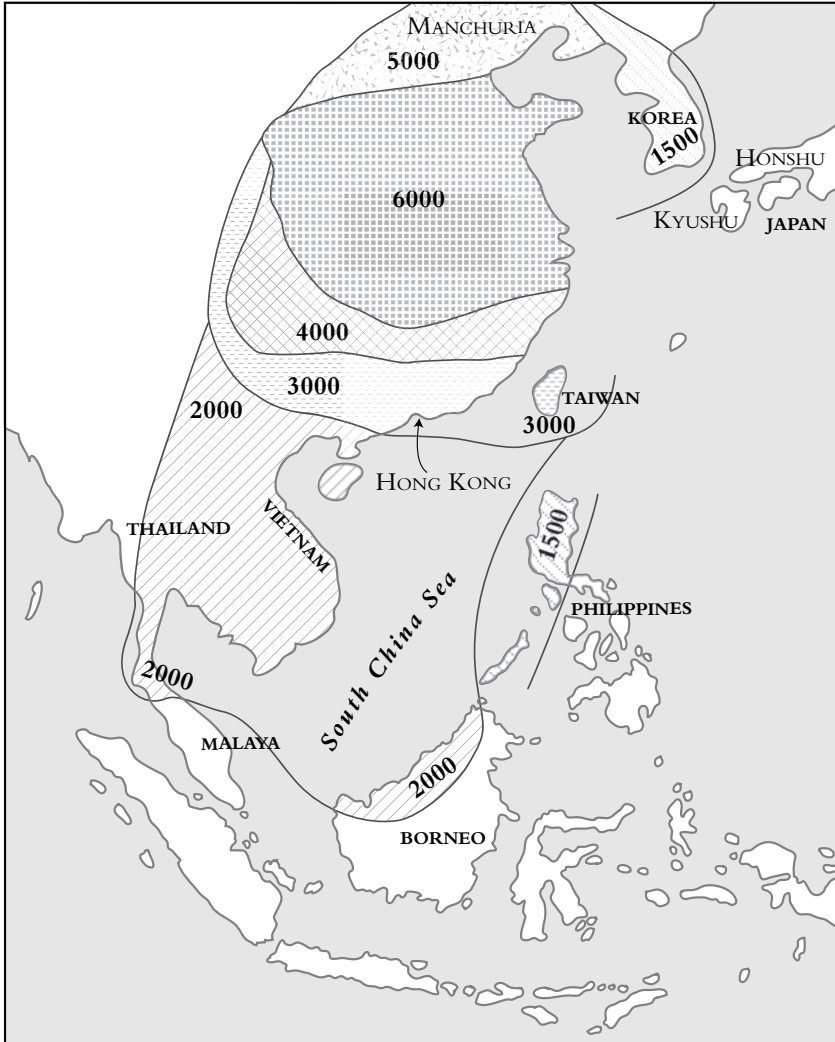 MANCHURIA
5000
KOREA
1500
HONSHU
6000
KYUSHU
JAPAN
4000
3000
2000
TAIWAN
3000
HONG KONG
THAILAND
VIETNAM
1500
PHILIPPINES
South China Sea
2000
MALAYA
2000
BORNEO